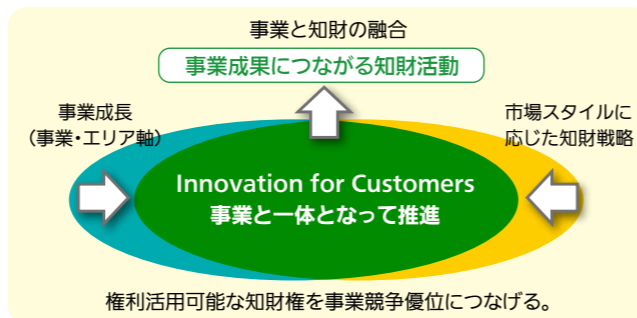 事業と知財の融合
事業成果につながる知財活動
事業成長
（事業・エリア軸）
市場スタイルに
応じた知財戦略
Innovation for Customers
事業と一体となって推進
権利活用可能な知財権を事業競争優位につなげる。